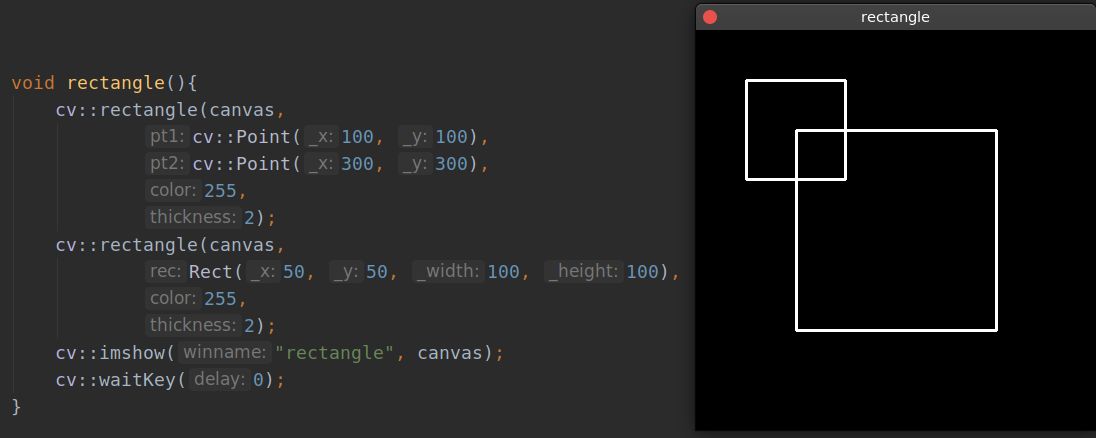 rectangle
void rectangle(){
cv::rectangle(canvas,
pt1: cv::Point( _x: 100, _y: 100),
pt2: cv::Point( _x: 300, _y: 300),
color: 255,
thickness: 2);
cv::rectangle(canvas,
rec: Rect( _x: 50, _y: 50, _width: 100, _height: 100),
color: 255,
thickness: 2);
cv::imshow( winname: "rectangle", canvas);
cv::waitKey( delay: 0);
}